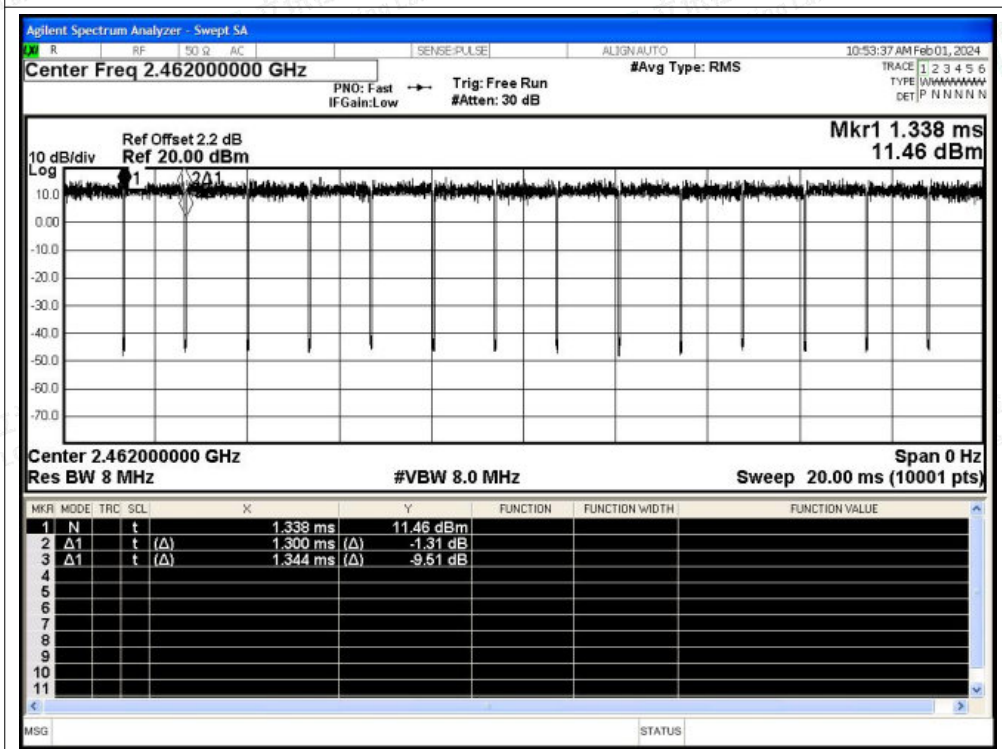 Agilent Spectrum Analyzer - Swept SA
LXI R RF 50 Ω AC SENSE:PULSE ALIGN AUTO 10:53:37 AM Feb 01, 2024
Center Freq 2.462000000 GHz
PNO: Fast Trig: Free Run
IFGain:Low #Atten: 30 dB
#Avg Type: RMS
TRACE 1 2 3 4 5 6
TYPE
DET P N N N N N
Mkr1 1.338 ms
11.46 dBm
Ref Offset 2.2 dB
10 dB/div Ref 20.00 dBm
Log
1 2Δ1
10.0
0.00
-10.0
-20.0
-30.0
-40.0
-50.0
-60.0
-70.0
Center 2.462000000 GHz Span 0 Hz
Res BW 8 MHz #VBW 8.0 MHz Sweep 20.00 ms (10001 pts)
MKR MODE TRC SCL X Y FUNCTION FUNCTION WIDTH FUNCTION VALUE
1 N t 1.338 ms 11.46 dBm
2 Δ1 t (Δ) 1.300 ms (Δ) -1.31 dB
3 Δ1 t (Δ) 1.344 ms (Δ) -9.51 dB
4
5
6
7
8
9
10
11
MSG STATUS